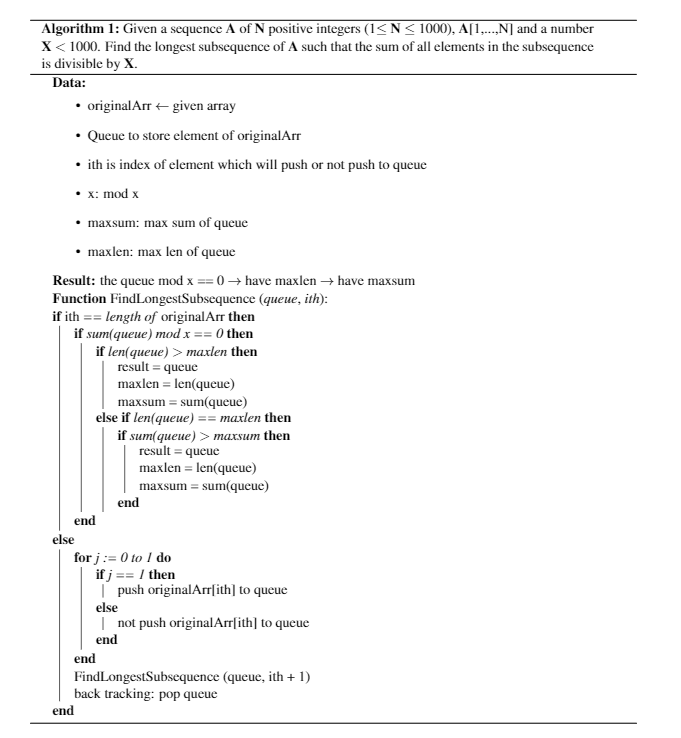 Algorithm 1: Given a sequence A of N positive integers (1≤ N ≤ 1000), A[1,...,N] and a number
X < 1000. Find the longest subsequence of A such that the sum of all elements in the subsequence
is divisible by X.
Data:
• originalArr ← given array
• Queue to store element of originalArr
• ith is index of element which will push or not push to queue
• x: mod x
• maxsum: max sum of queue
• maxlen: max len of queue
Result: the queue mod x == 0 → have maxlen → have maxsum
Function FindLongestSubsequence (queue, ith):
if ith == length of originalArr then
if sum(queue) mod x == 0 then
if len(queue) > maxlen then
result = queue
maxlen = len(queue)
maxsum = sum(queue)
else if len(queue) == maxlen then
if sum(queue) > maxsum then
result = queue
maxlen = len(queue)
maxsum = sum(queue)
end
end
else
for j := 0 to 1 do
if j == 1 then
push originalArr[ith] to queue
else
not push originalArr[ith] to queue
end
end
FindLongestSubsequence (queue, ith + 1)
back tracking: pop queue
end